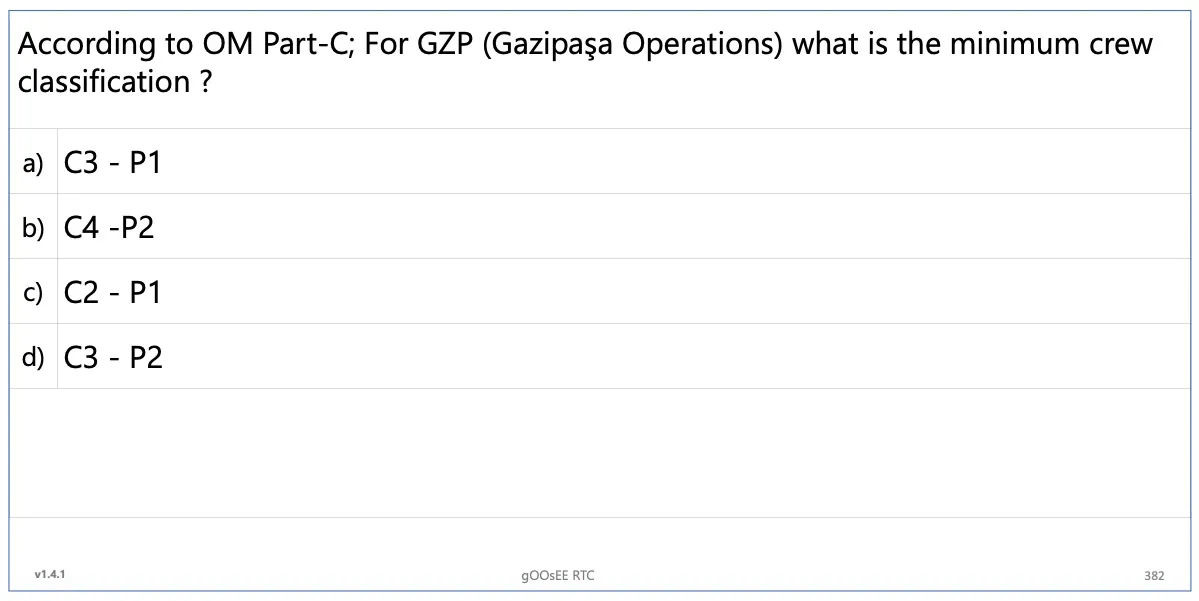 According to OM Part-C; For GZP (Gazipaşa Operations) what is the minimum crew
classification ?
a) C3 - P1
b) C4 -P2
c) C2 - P1
d) C3 - P2
v1.4.1 gOOsEE RTC 382